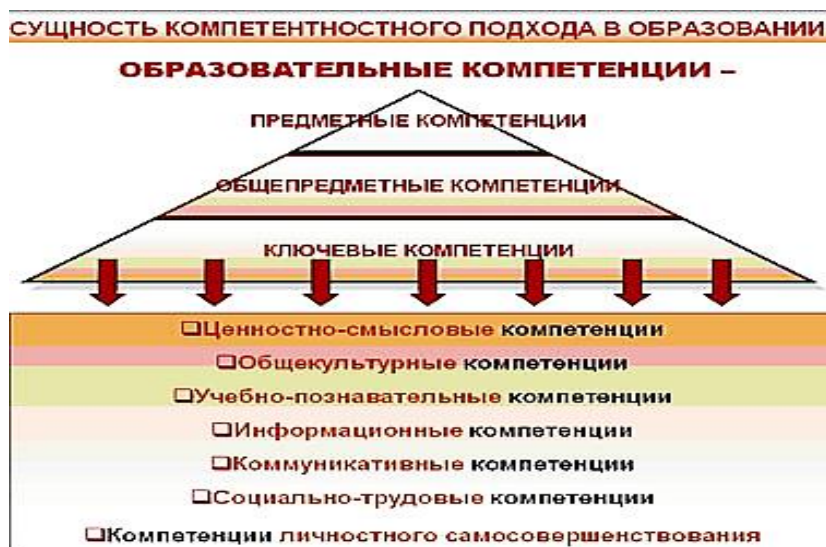 СУЩНОСТЬ КОМПЕТЕНТНОСТНОГО ПОДХОДА В ОБРАЗОВАНИИ
ОБРАЗОВАТЕЛЬНЫЕ КОМПЕТЕНЦИИ –
ПРЕДМЕТНЫЕ КОМПЕТЕНЦИИ
ОБЩЕПРЕДМЕТНЫЕ КОМПЕТЕНЦИИ
КЛЮЧЕВЫЕ КОМПЕТЕНЦИИ
❑Ценностно-смысловые компетенции
❑Общекультурные компетенции
❑Учебно-познавательные компетенции
❑Информационные компетенции
❑Коммуникативные компетенции
❑Социально-трудовые компетенции
❑Компетенции личностного самосовершенствования